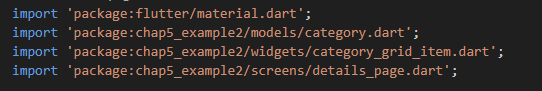 import 'package:flutter/material.dart';
import 'package:chap5_example2/models/category.dart';
import 'package:chap5_example2/widgets/category_grid_item.dart';
import 'package:chap5_example2/screens/details_page.dart';